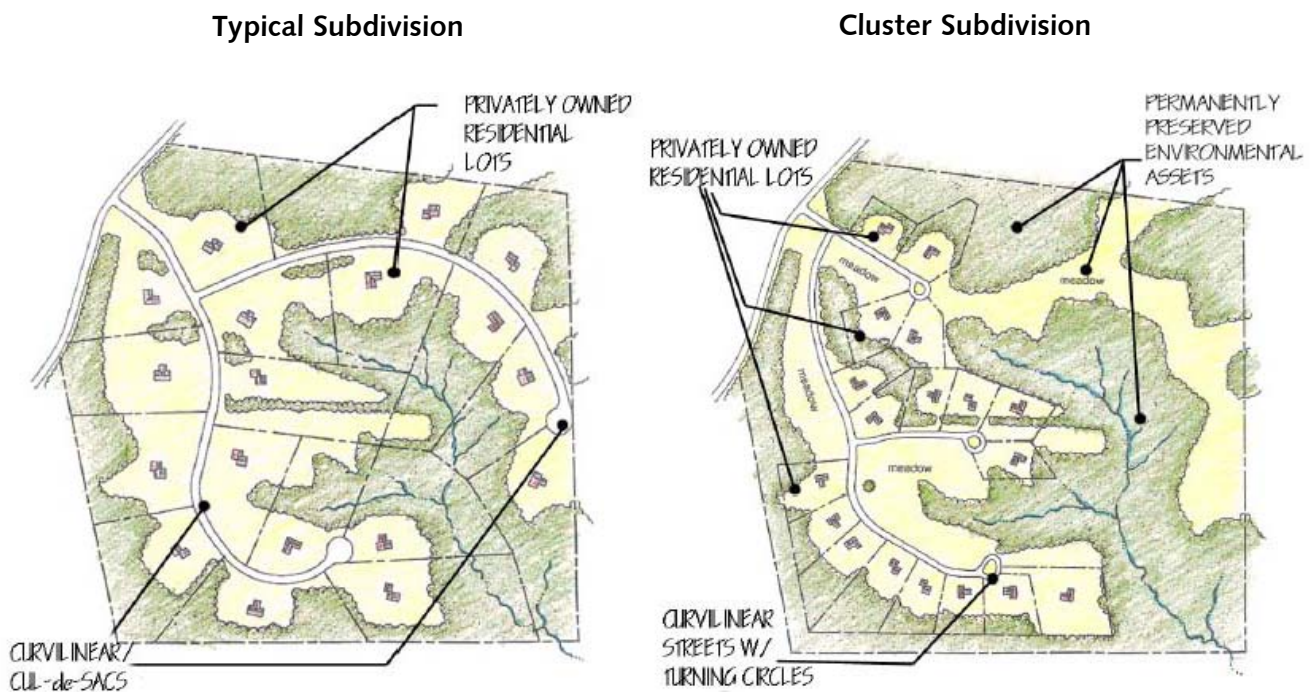 Typical Subdivision
PRIVATELY OWNED
RESIDENTIAL
LOTS
CURVILINEAR/
CUL-de-SACS
Cluster Subdivision
PRIVATELY OWNED
RESIDENTIAL LOTS
PERMANENTLY
PRESERVED
ENVIRONMENTAL
ASSETS
meadow
meadow
meadow
meadow
CURVILINEAR
STREETS W/
TURNING CIRCLES